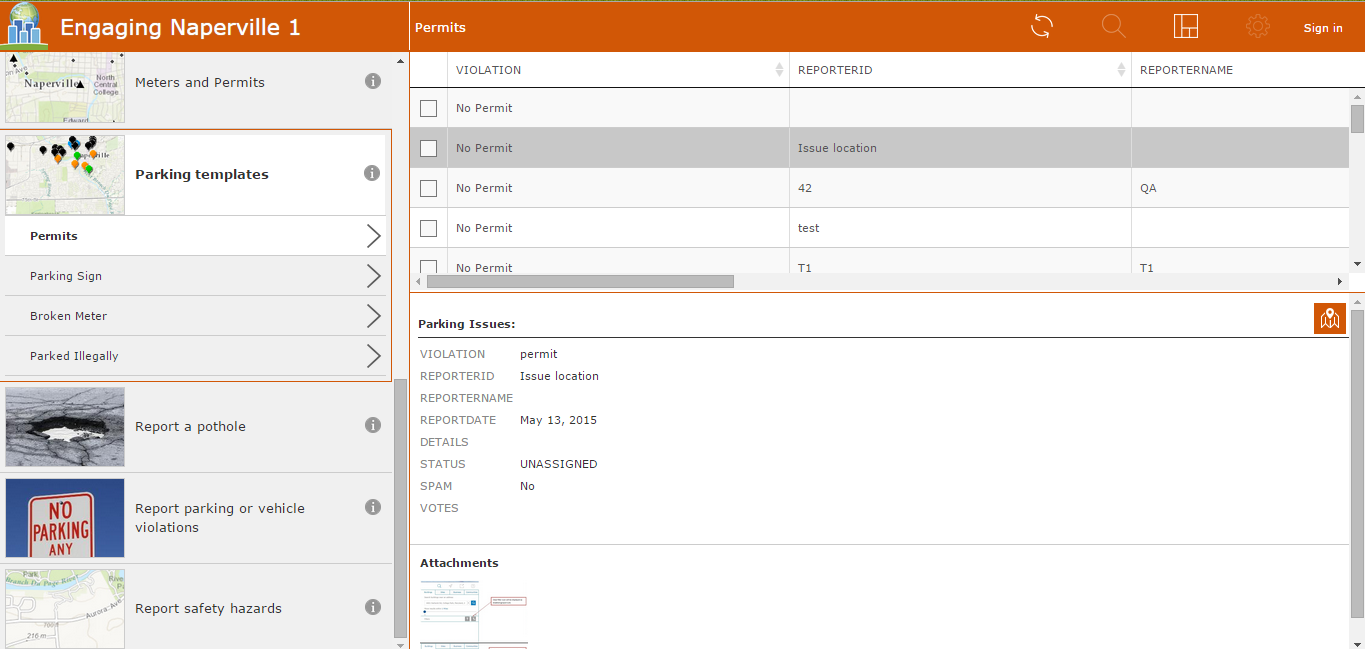 Engaging Naperville 1
Permits
Sign in
Naperville
North
Central
College
Edward
Meters and Permits
Parking templates
Permits
Parking Sign
Broken Meter
Parked Illegally
Report a pothole
NO
PARKING
ANY
Report parking or vehicle
violations
Park
Branch Du Page River
Aurora Ave
216 m
Report safety hazards
VIOLATION REPORTERID REPORTERNAME
No Permit
No Permit Issue location
No Permit 42 QA
No Permit test
No Permit T1 T1
Parking Issues:
VIOLATION permit
REPORTERID Issue location
REPORTERNAME
REPORTDATE May 13, 2015
DETAILS
STATUS UNASSIGNED
SPAM No
VOTES
Attachments